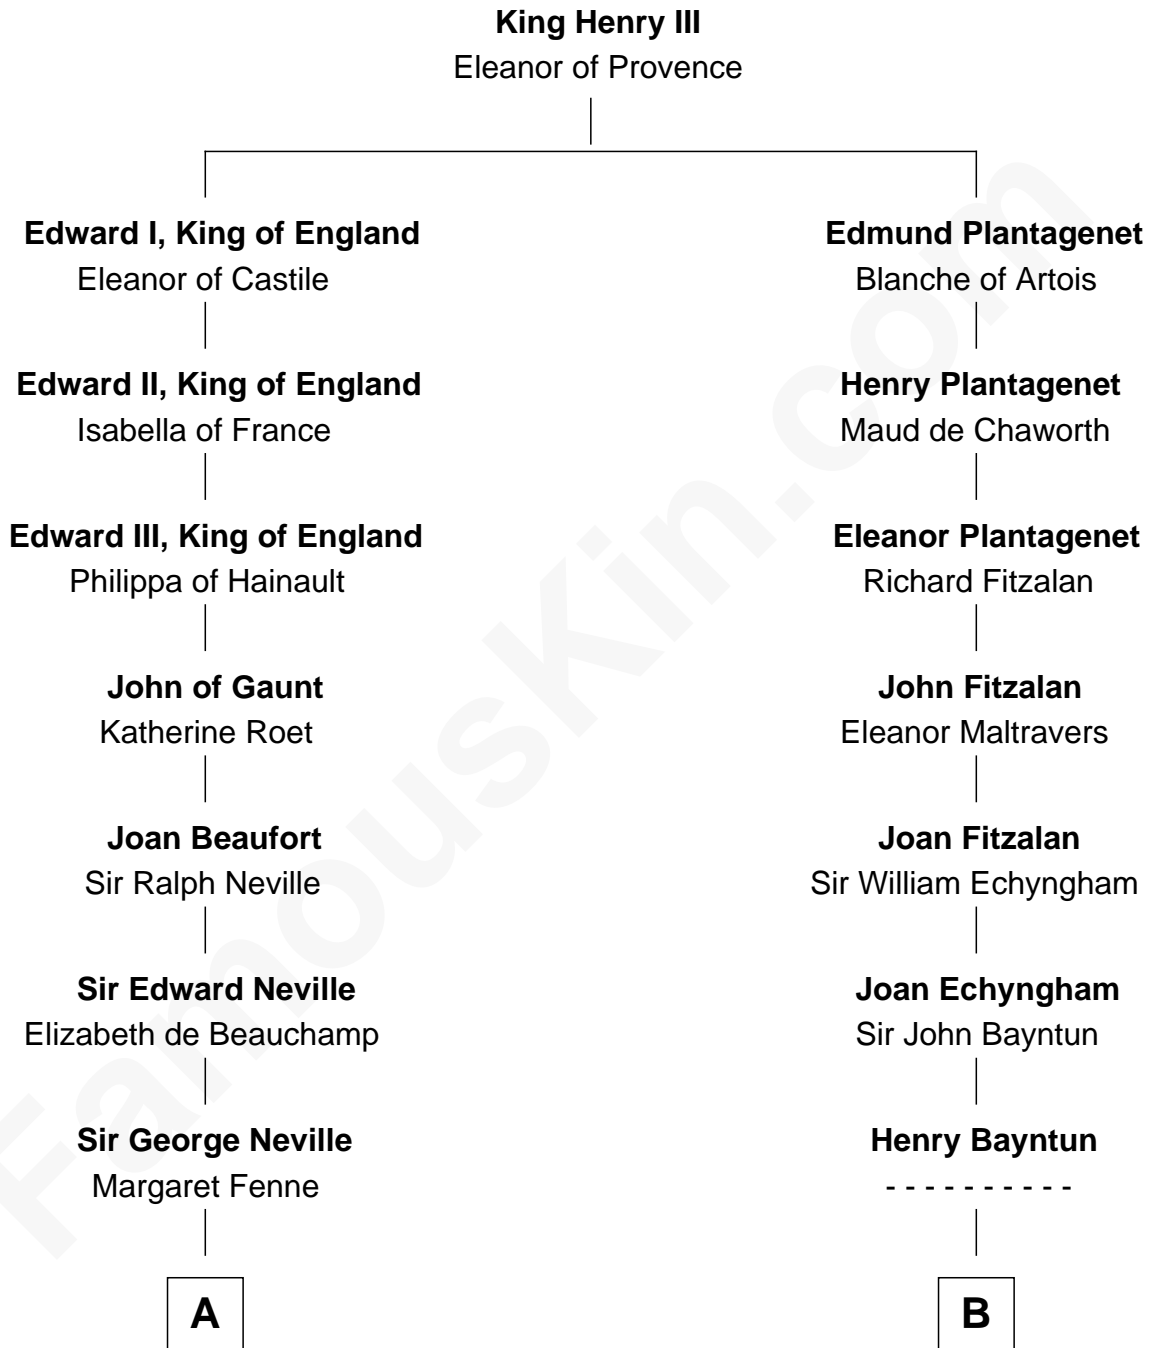 King Henry III
Eleanor of Provence
Edward I, King of England
Eleanor of Castile
Edward II, King of England
Isabella of France
Edward III, King of England
Philippa of Hainault
John of Gaunt
Katherine Roet
Joan Beaufort
Sir Ralph Neville
Sir Edward Neville
Elizabeth de Beauchamp
Sir George Neville
Margaret Fenne
A
Edmund Plantagenet
Blanche of Artois
Henry Plantagenet
Maud de Chaworth
Eleanor Plantagenet
Richard Fitzalan
John Fitzalan
Eleanor Maltravers
Joan Fitzalan
Sir William Echyngham
Joan Echyngham
Sir John Bayntun
Henry Bayntun
- - - - - - - - - -
B
FamousKin.com